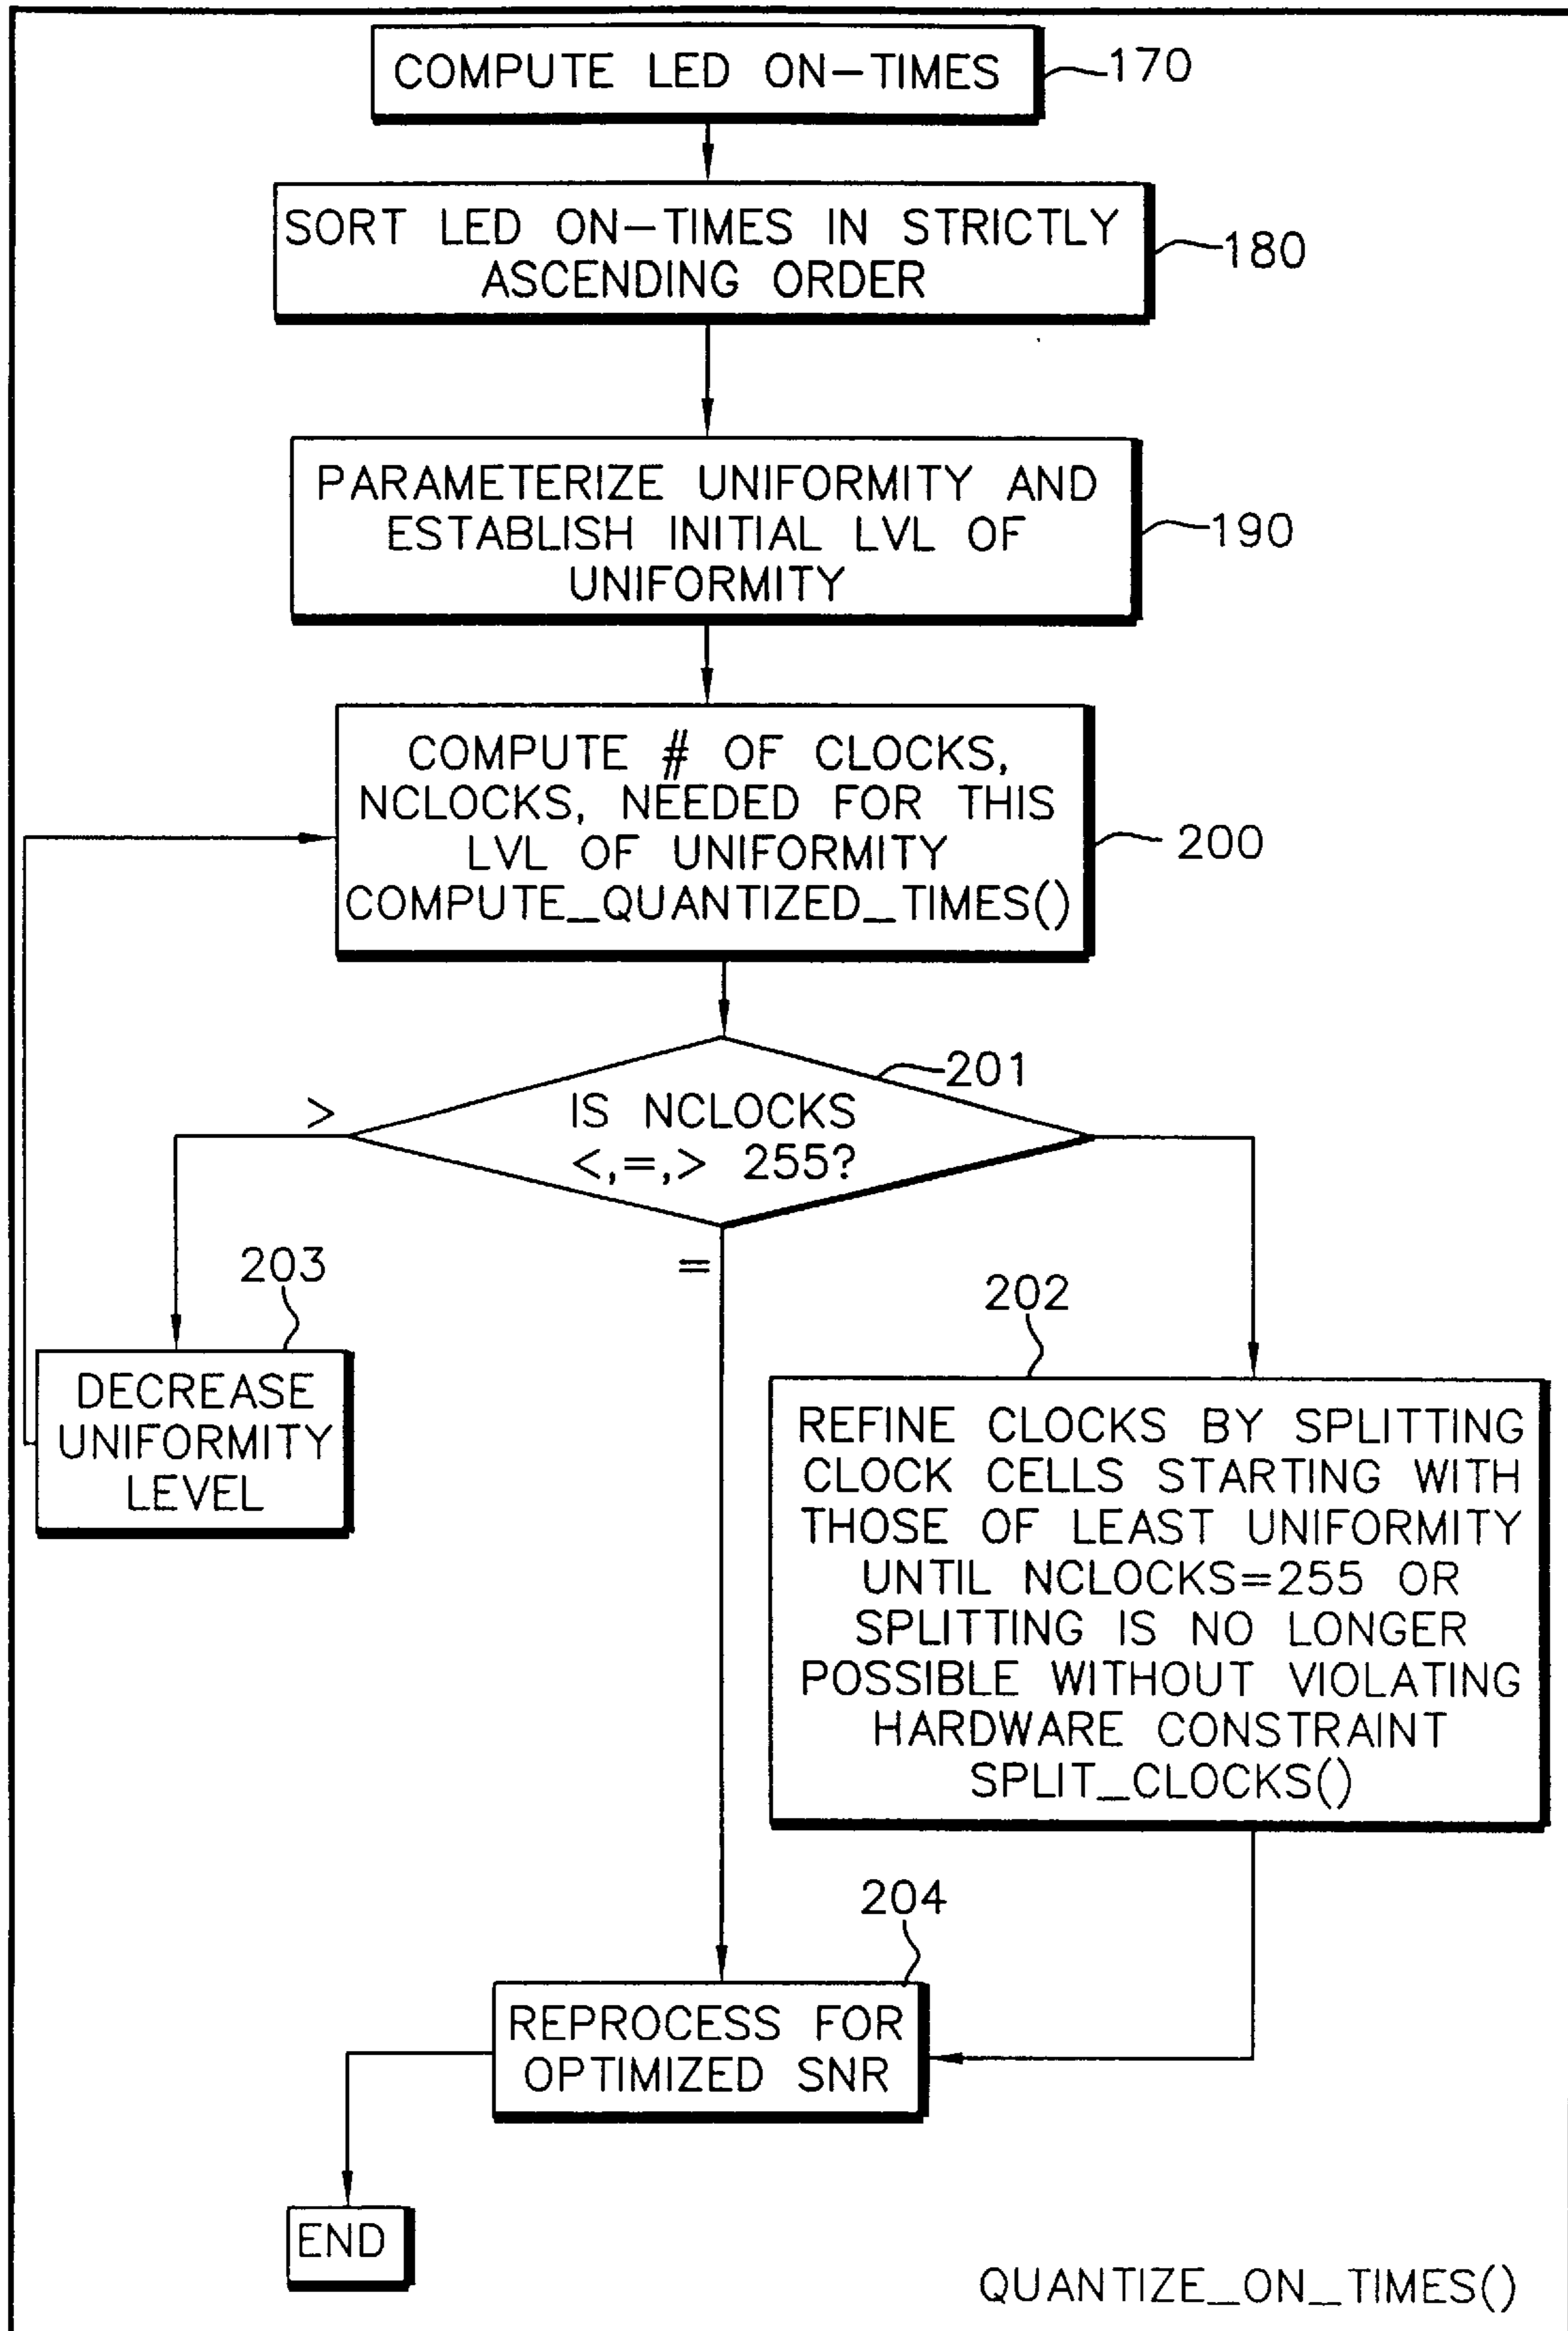 COMPUTE LED ON-TIMES
170
SORT LED ON-TIMES IN STRICTLY
ASCENDING ORDER
180
PARAMETERIZE UNIFORMITY AND
ESTABLISH INITIAL LVL OF
UNIFORMITY
190
COMPUTE # OF CLOCKS,
NCLOCKS, NEEDED FOR THIS
LVL OF UNIFORMITY
COMPUTE_QUANTIZED_TIMES()
200
201
IS NCLOCKS
<,=,> 255?
>
=
203
DECREASE
UNIFORMITY
LEVEL
202
REFINE CLOCKS BY SPLITTING
CLOCK CELLS STARTING WITH
THOSE OF LEAST UNIFORMITY
UNTIL NCLOCKS=255 OR
SPLITTING IS NO LONGER
POSSIBLE WITHOUT VIOLATING
HARDWARE CONSTRAINT
SPLIT_CLOCKS()
204
REPROCESS FOR
OPTIMIZED SNR
END
QUANTIZE_ON_TIMES()